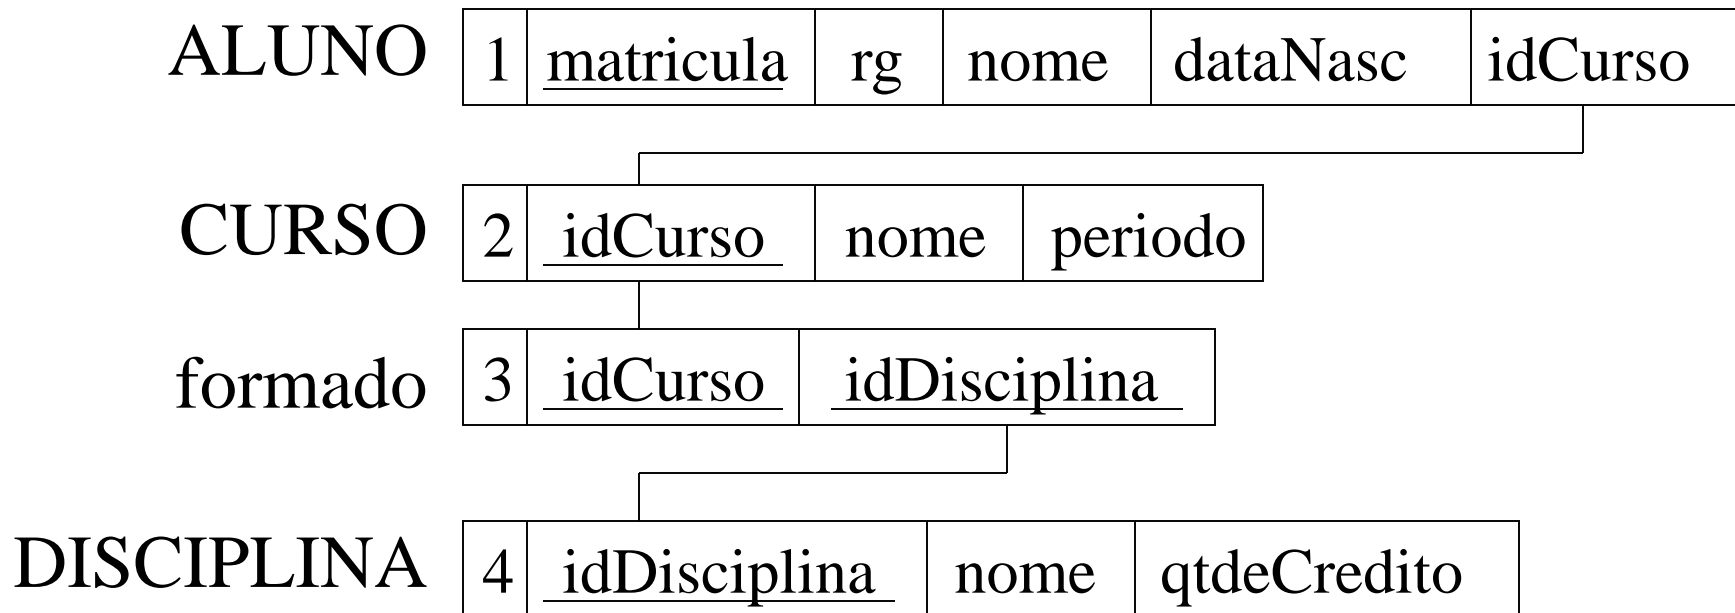 ALUNO 1 matricula rg nome dataNasc idCurso
CURSO 2 idCurso nome periodo
formado 3 idCurso idDisciplina
DISCIPLINA 4 idDisciplina nome qtdeCredito